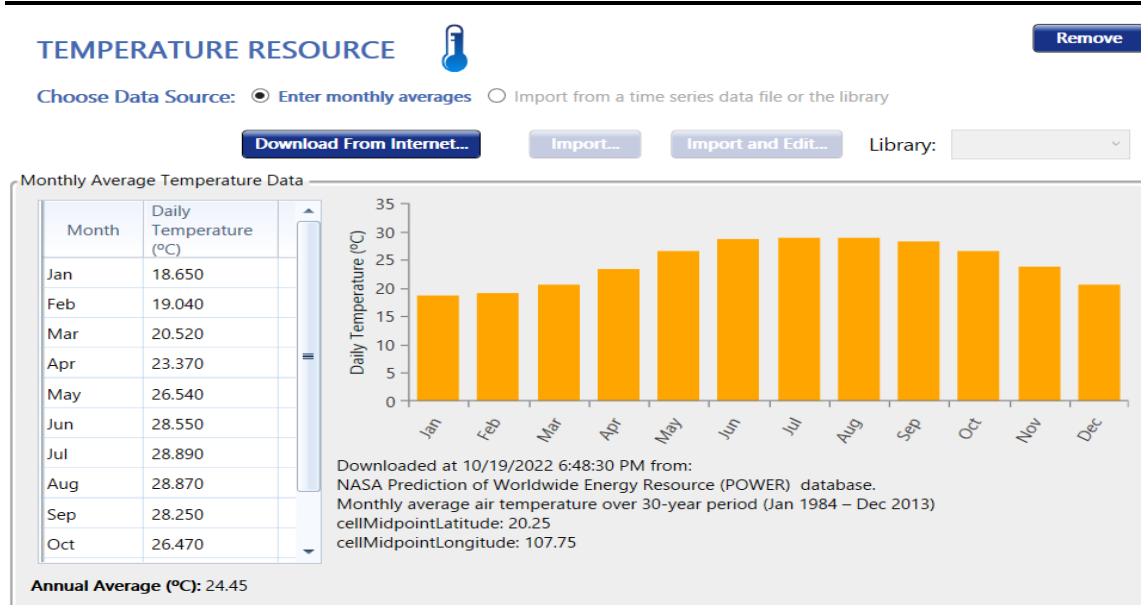 TEMPERATURE RESOURCE
Remove
Choose Data Source: Enter monthly averages Import from a time series data file or the library
Download From Internet... Import... Import and Edit... Library:
Monthly Average Temperature Data
Month Daily Temperature (ºC)
Jan 18.650
Feb 19.040
Mar 20.520
Apr 23.370
May 26.540
Jun 28.550
Jul 28.890
Aug 28.870
Sep 28.250
Oct 26.470
Annual Average (ºC): 24.45
Daily Temperature (ºC)
35
30
25
20
15
10
5
0
Jan Feb Mar Apr May Jun Jul Aug Sep Oct Nov Dec
Downloaded at 10/19/2022 6:48:30 PM from:
NASA Prediction of Worldwide Energy Resource (POWER) database.
Monthly average air temperature over 30-year period (Jan 1984 – Dec 2013)
cellMidpointLatitude: 20.25
cellMidpointLongitude: 107.75